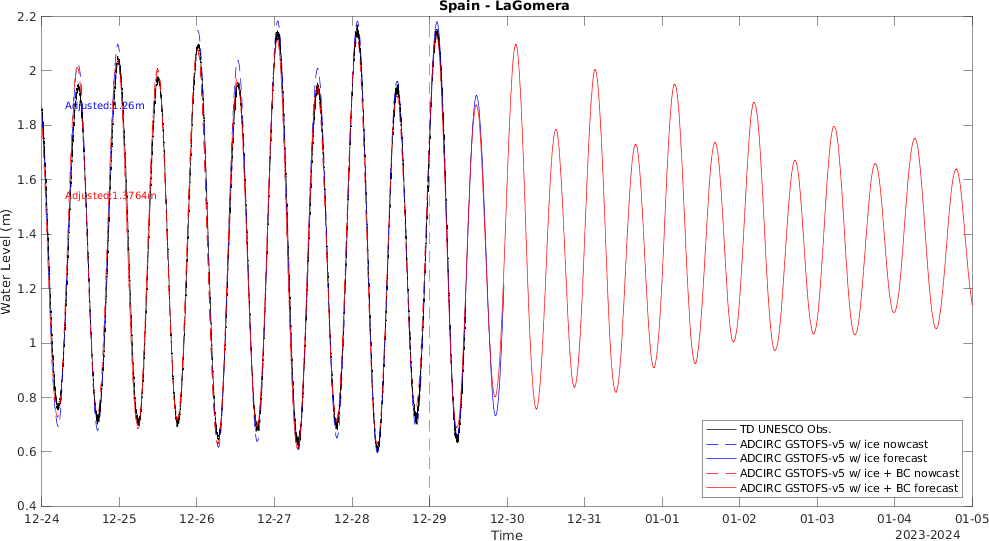 Spain - LaGomera
2.2
2
1.8
1.6
1.4
1.2
1
0.8
0.6
0.4
Water Level (m)
Adjusted:1.26m
Adjusted:1.3764m
TD UNESCO Obs.
ADCIRC GSTOFS-v5 w/ ice nowcast
ADCIRC GSTOFS-v5 w/ ice forecast
ADCIRC GSTOFS-v5 w/ ice + BC nowcast
ADCIRC GSTOFS-v5 w/ ice + BC forecast
12-24 12-25 12-26 12-27 12-28 12-29 12-30 12-31 01-01 01-02 01-03 01-04 01-05
Time
2023-2024